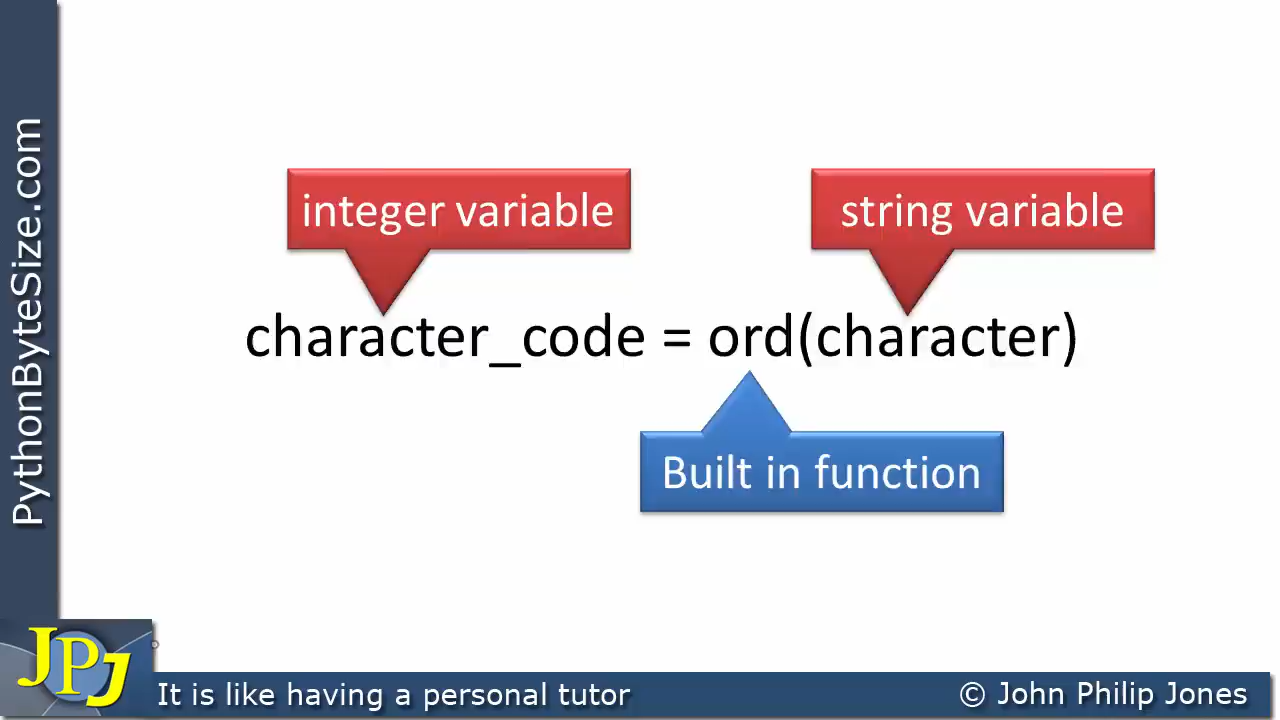 PythonByteSize.com
integer variable
string variable
character_code = ord(character)
Built in function
JPJ
It is like having a personal tutor
© John Philip Jones